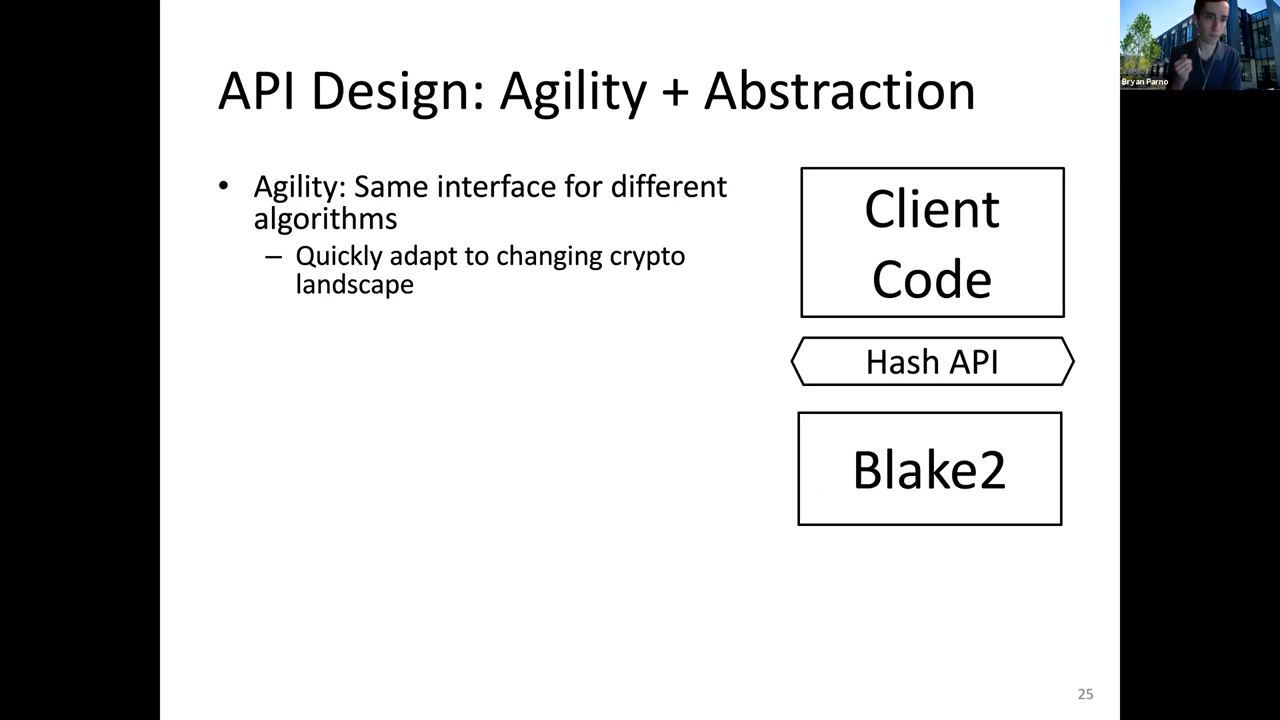 API Design: Agility + Abstraction
• Agility: Same interface for different
algorithms
– Quickly adapt to changing crypto
landscape
Client
Code
Hash API
Blake2
25
Bryan Parno